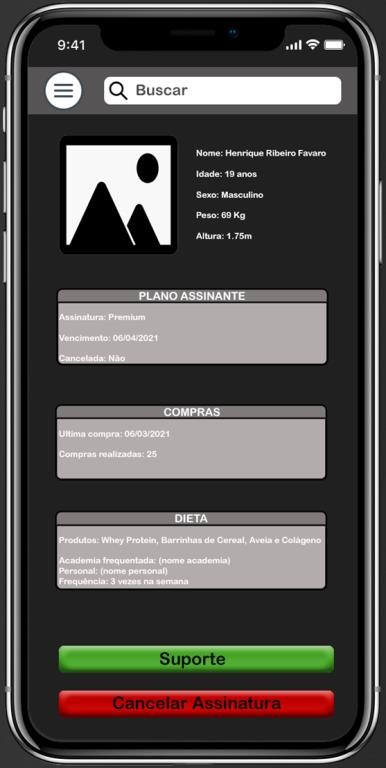 9:41
Buscar
Nome: Henrique Ribeiro Favaro
Idade: 19 anos
Sexo: Masculino
Peso: 69 Kg
Altura: 1.75m
PLANO ASSINANTE
Assinatura: Premium
Vencimento: 06/04/2021
Cancelada: Não
COMPRAS
Ultima compra: 06/03/2021
Compras realizadas: 25
DIETA
Produtos: Whey Protein, Barrinhas de Cereal, Aveia e Colàgeno
Academia frequentada: (nome academia)
Personal: (nome personal)
Frequência: 3 vezes na semana
Suporte
Cancelar Assinatura